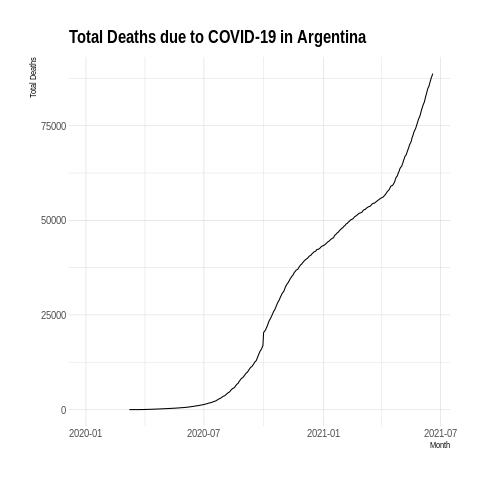 Total Deaths due to COVID-19 in Argentina
Total Deaths
75000
50000
25000
0
2020-01
2020-07
2021-01
2021-07
Month